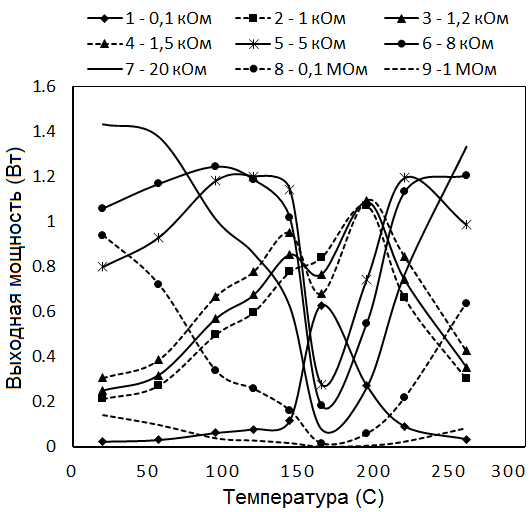 1 - 0,1 кОм 2 - 1 кОм 3 - 1,2 кОм
4 - 1,5 кОм 5 - 5 кОм 6 - 8 кОм
7 - 20 кОм 8 - 0,1 МОм 9 -1 МОм
1.6
1.4
1.2
1
0.8
0.6
0.4
0.2
0
Выходная мощность (Вт)
0 50 100 150 200 250 300
Температура (С)